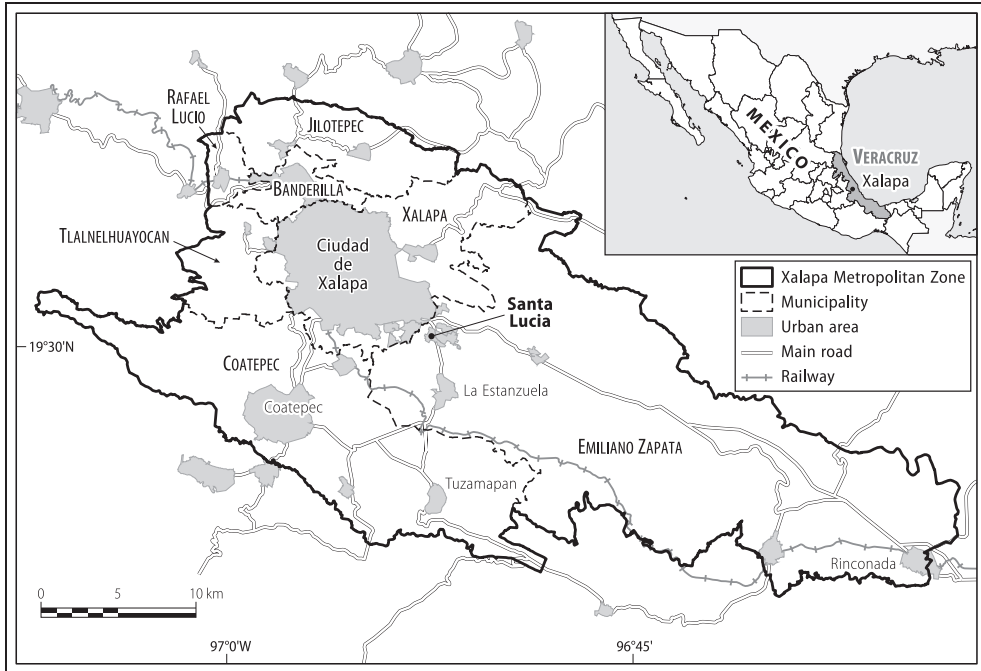 RAFAEL
LUCIO
JILOTEPEC
BANDERILLA
XALAPA
TLALNELHUAYOCAN
Ciudad
de
Xalapa
Santa
Lucia
19°30'N
COATEPEC
Coatepec
La Estanzuela
EMILIANO ZAPATA
Tuzamapan
Rinconada
0 5 10 km
97°0'W
96°45'
MEXICO
VERACRUZ
Xalapa
Xalapa Metropolitan Zone
Municipality
Urban area
Main road
Railway